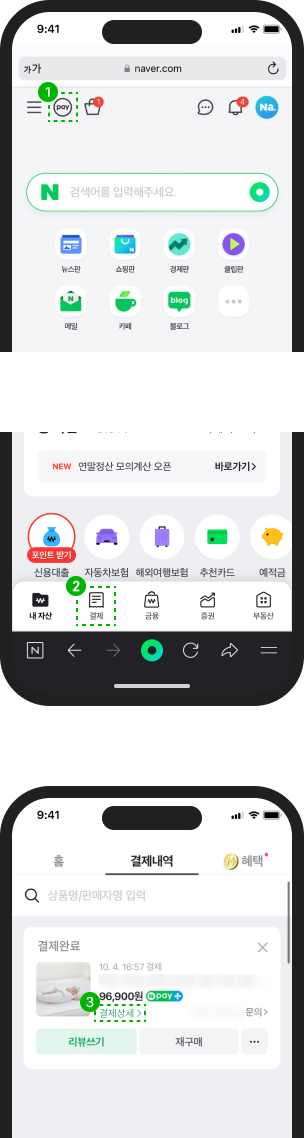 9:41
가가 naver.com
1
pay 1 4 Na.
N 검색어를 입력해주세요.
뉴스판 쇼핑판 경제판 클립판
N blog
메일 카페 블로그
NEW 연말정산 모의계산 오픈 바로가기>
포인트 받기
신용대출 자동차보험 해외여행보험 추천카드 예적금
2
내 자산 결제 금융 증권 부동산
N
9:41
홈 결제내역 혜택
상품명/판매자명 입력
결제완료
10. 4. 16:57 결제
96,900원 N pay +
3
결제상세 > 문의>
리뷰쓰기 재구매 ...